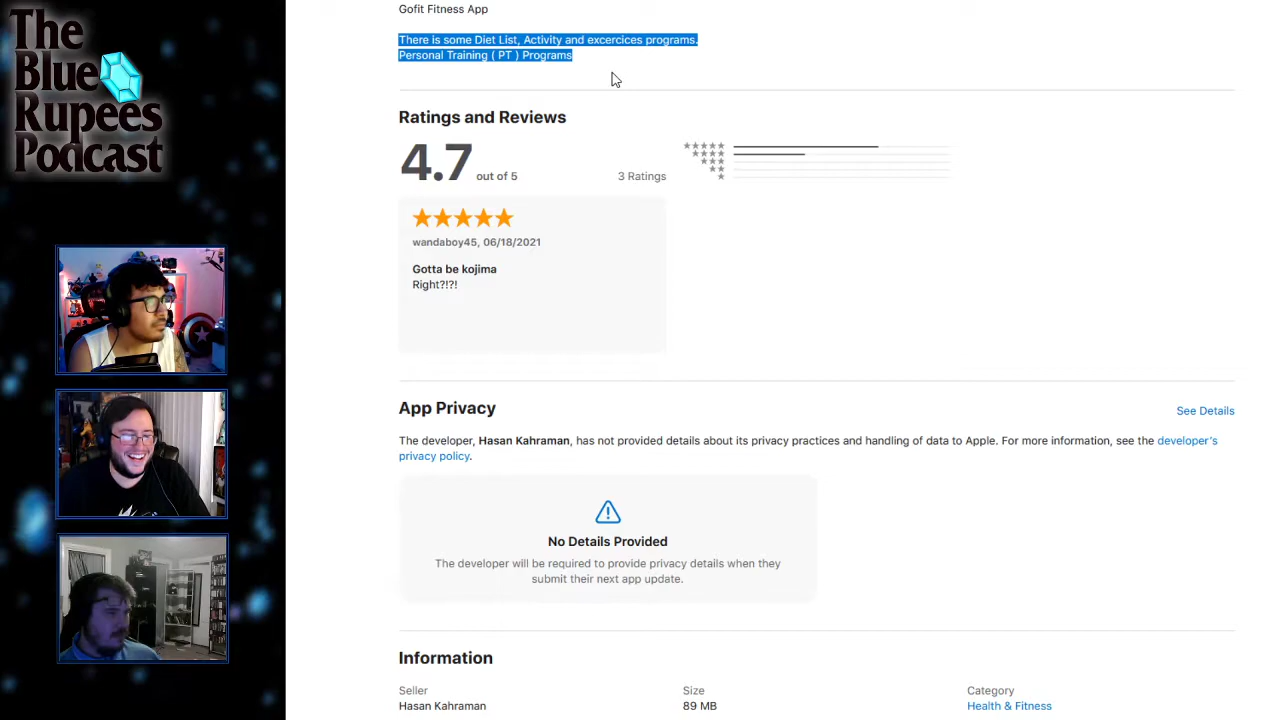 The
Blue
Rupees
Podcast
Gofit Fitness App
There is some Diet List, Activity and excercices programs.
Personal Training ( PT ) Programs
Ratings and Reviews
4.7 out of 5
3 Ratings
wandaboy45, 06/18/2021
Gotta be kojima
Right?!?!
App Privacy
See Details
The developer, Hasan Kahraman, has not provided details about its privacy practices and handling of data to Apple. For more information, see the developer's
privacy policy.
No Details Provided
The developer will be required to provide privacy details when they
submit their next app update.
Information
Seller
Hasan Kahraman
Size
89 MB
Category
Health & Fitness